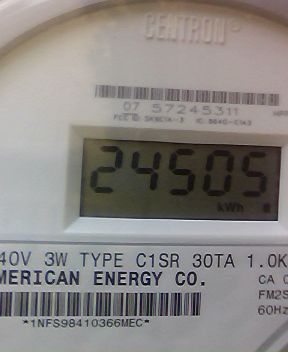 CENTRON®
07 57245311
24505
kWh
40V 3W TYPE C1SR 30TA 1.0K
MERICAN ENERGY CO.
CA 0
FM2S
60Hz
*1NFS98410366MEC*